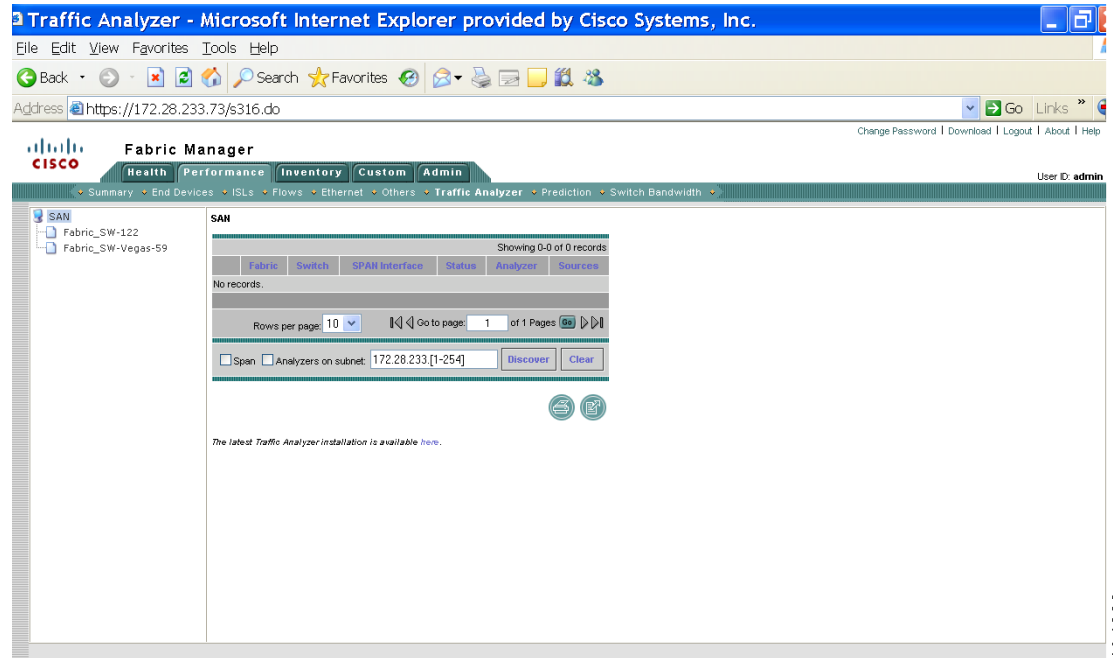 Traffic Analyzer - Microsoft Internet Explorer provided by Cisco Systems, Inc.
File Edit View Favorites Tools Help
Back Search Favorites
Address https://172.28.233.73/s316.do Go Links »
Change Password | Download | Logout | About | Help
CISCO Fabric Manager
Health Performance Inventory Custom Admin
User ID: admin
Summary End Devices ISLs Flows Ethernet Others Traffic Analyzer Prediction Switch Bandwidth
SAN
Fabric_SW-122
Fabric_SW-Vegas-59
SAN
Showing 0-0 of 0 records
Fabric Switch SPAN Interface Status Analyzer Sources
No records.
Rows per page: 10 Go to page: 1 of 1 Pages Go
Span Analyzers on subnet: 172.28.233.[1-254] Discover Clear
The latest Traffic Analyzer installation is available here.